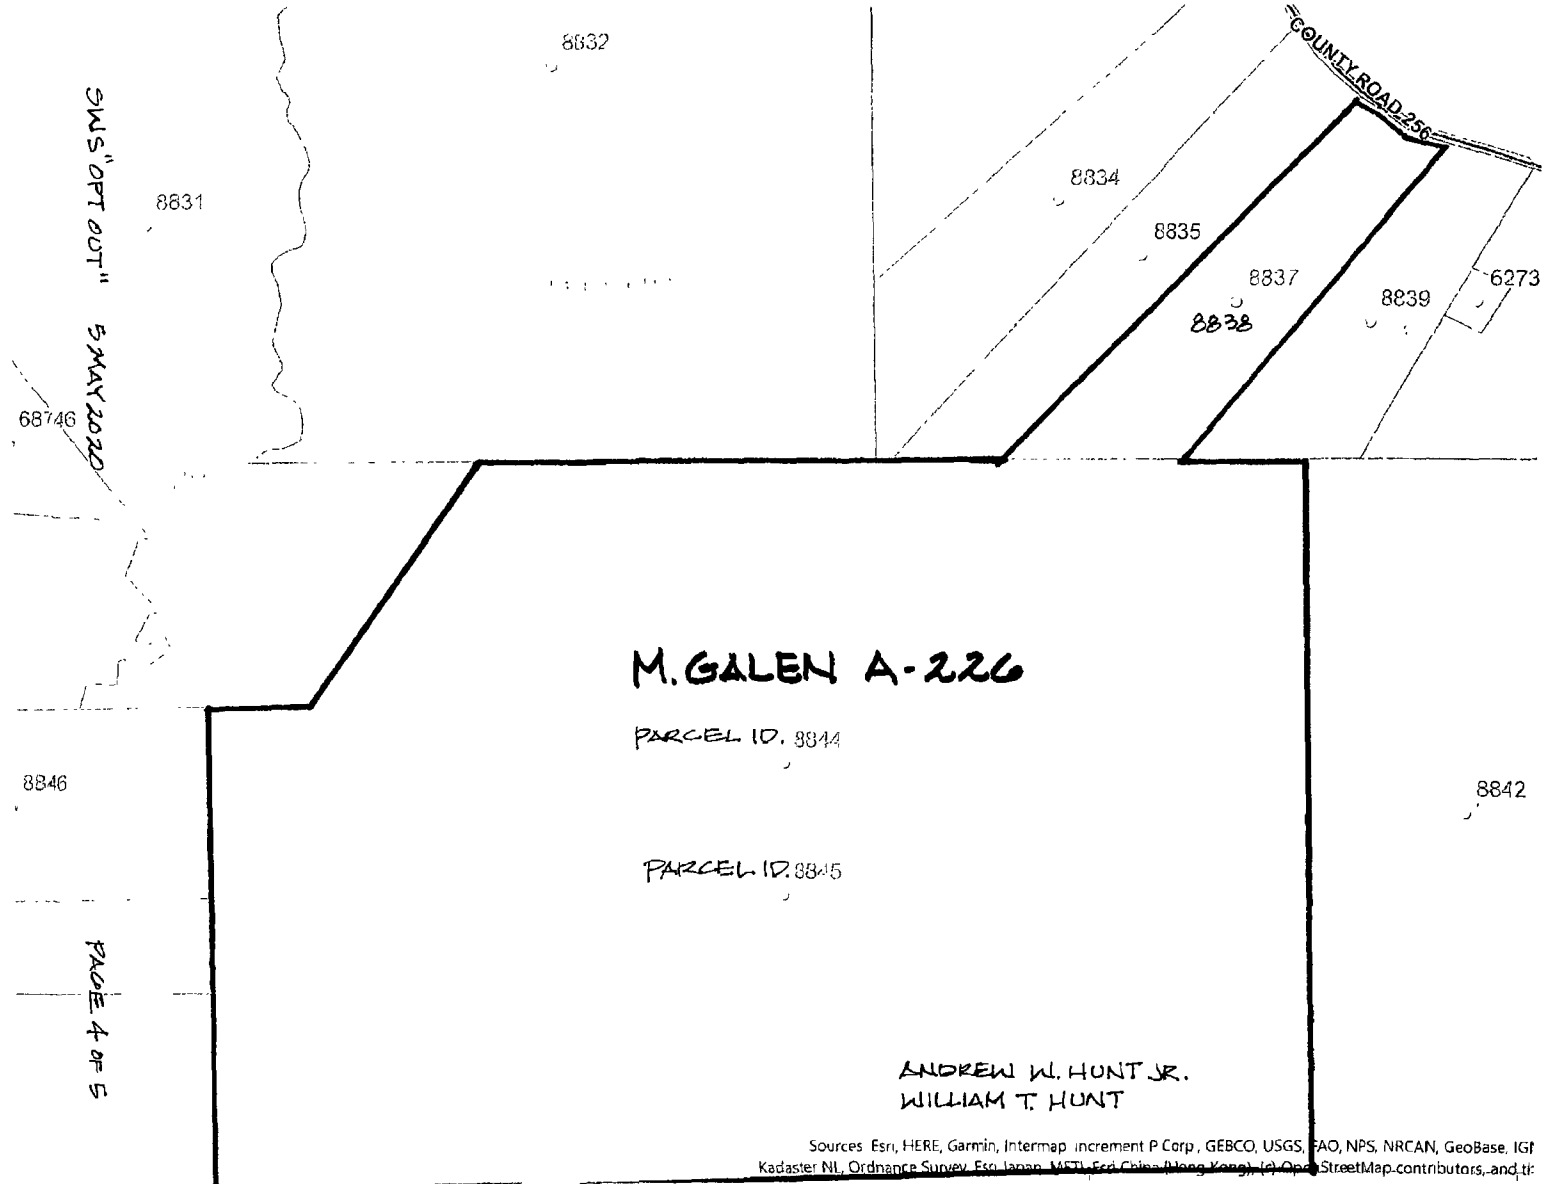 8832
COUNTY ROAD 256
SWS "OPT OUT" 5 MAY 2020
8831
8834
8835
8837
8838
8839
6273
68746
M. GALEN A-226
PARCEL ID. 8844
8846
8842
PARCEL ID. 8845
PAGE 4 OF 5
ANDREW W. HUNT JR.
WILLIAM T. HUNT
Sources Esri, HERE, Garmin, Intermap increment P Corp, GEBCO, USGS, FAO, NPS, NRCAN, GeoBase, IGN
Kadaster NL, Ordnance Survey, Esri Japan, METI, Esri China (Hong Kong), (c) OpenStreetMap contributors, and